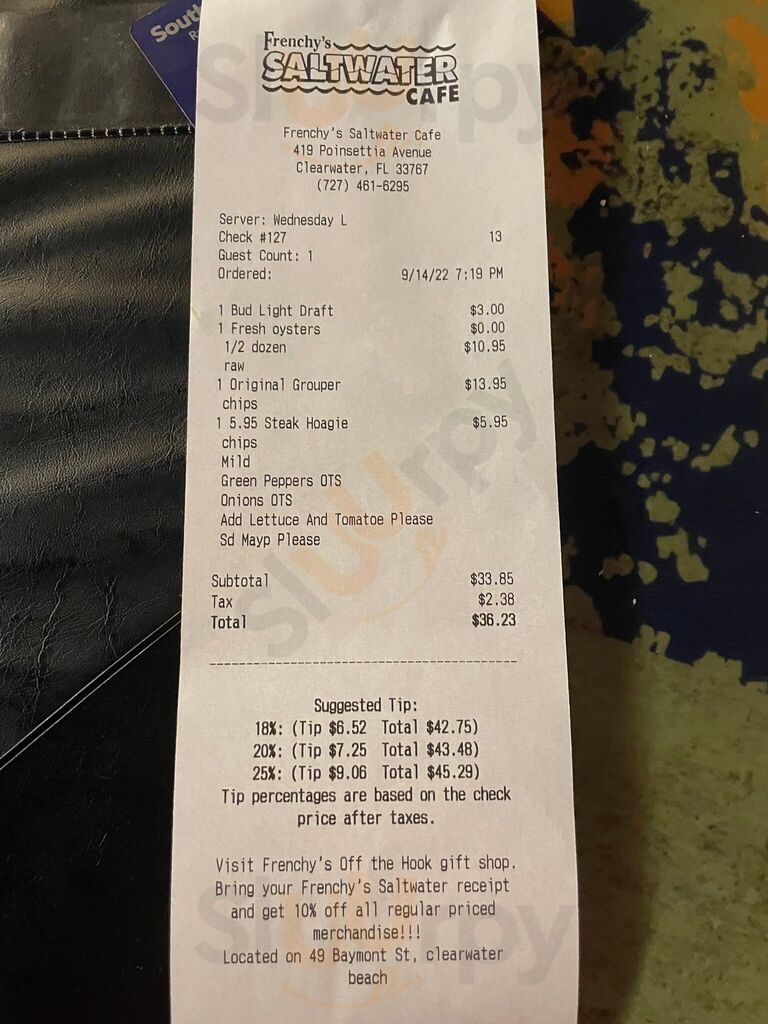 South
R
Frenchy's
SALTWATER
CAFE
Frenchy's Saltwater Cafe
419 Poinsettia Avenue
Clearwater, FL 33767
(727) 461-6295
Server: Wednesday L
Check #127 13
Guest Count: 1
Ordered: 9/14/22 7:19 PM
1 Bud Light Draft $3.00
1 Fresh oysters $0.00
1/2 dozen $10.95
raw
1 Original Grouper $13.95
chips
1 5.95 Steak Hoagie $5.95
chips
Mild
Green Peppers OTS
Onions OTS
Add Lettuce And Tomatoe Please
Sd Mayp Please
Subtotal $33.85
Tax $2.38
Total $36.23
Suggested Tip:
18%: (Tip $6.52 Total $42.75)
20%: (Tip $7.25 Total $43.48)
25%: (Tip $9.06 Total $45.29)
Tip percentages are based on the check
price after taxes.
Visit Frenchy's Off the Hook gift shop.
Bring your Frenchy's Saltwater receipt
and get 10% off all regular priced
merchandise!!!
Located on 49 Baymont St, clearwater
beach
slurpy
slurpy
slurpy